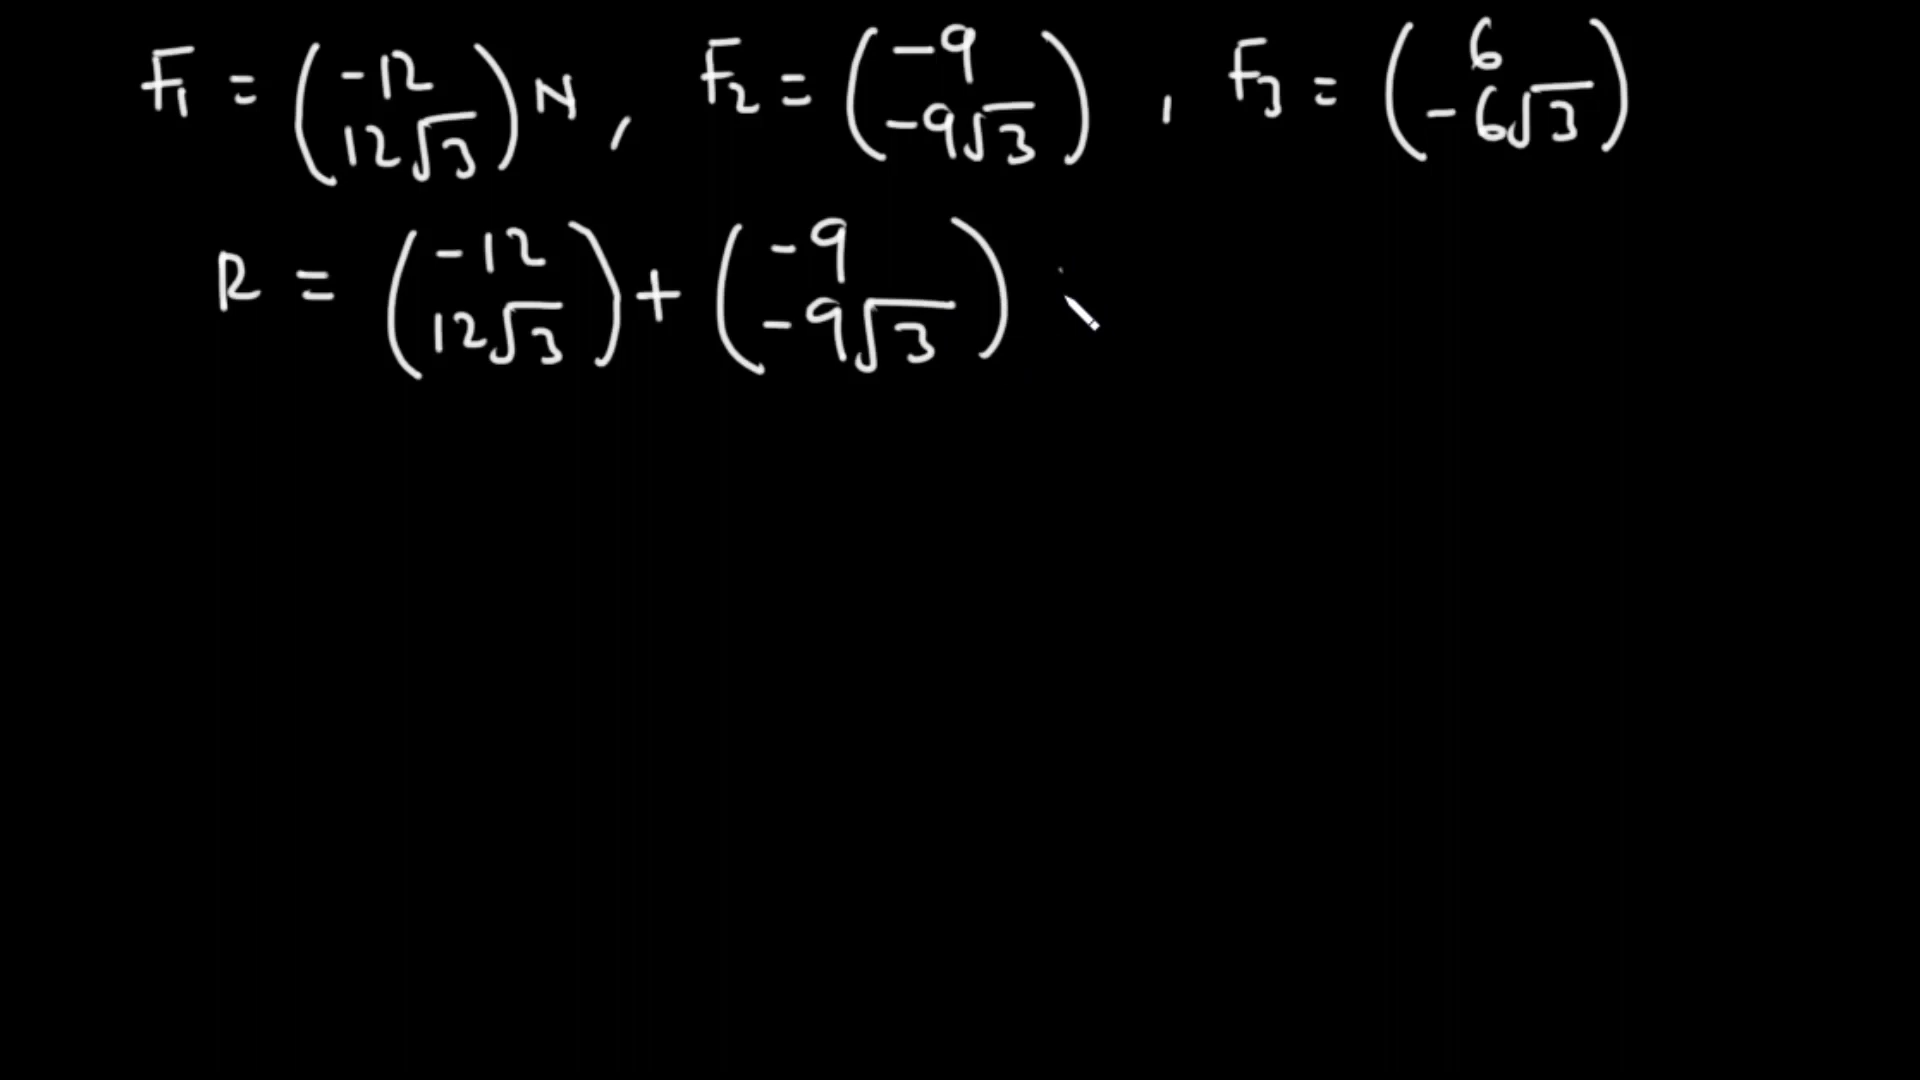 F₁ = (-12 12√3) N , F₂ = (-9 -9√3) , F₃ = (6 -6√3)
R = (-12 12√3) + (-9 -9√3)